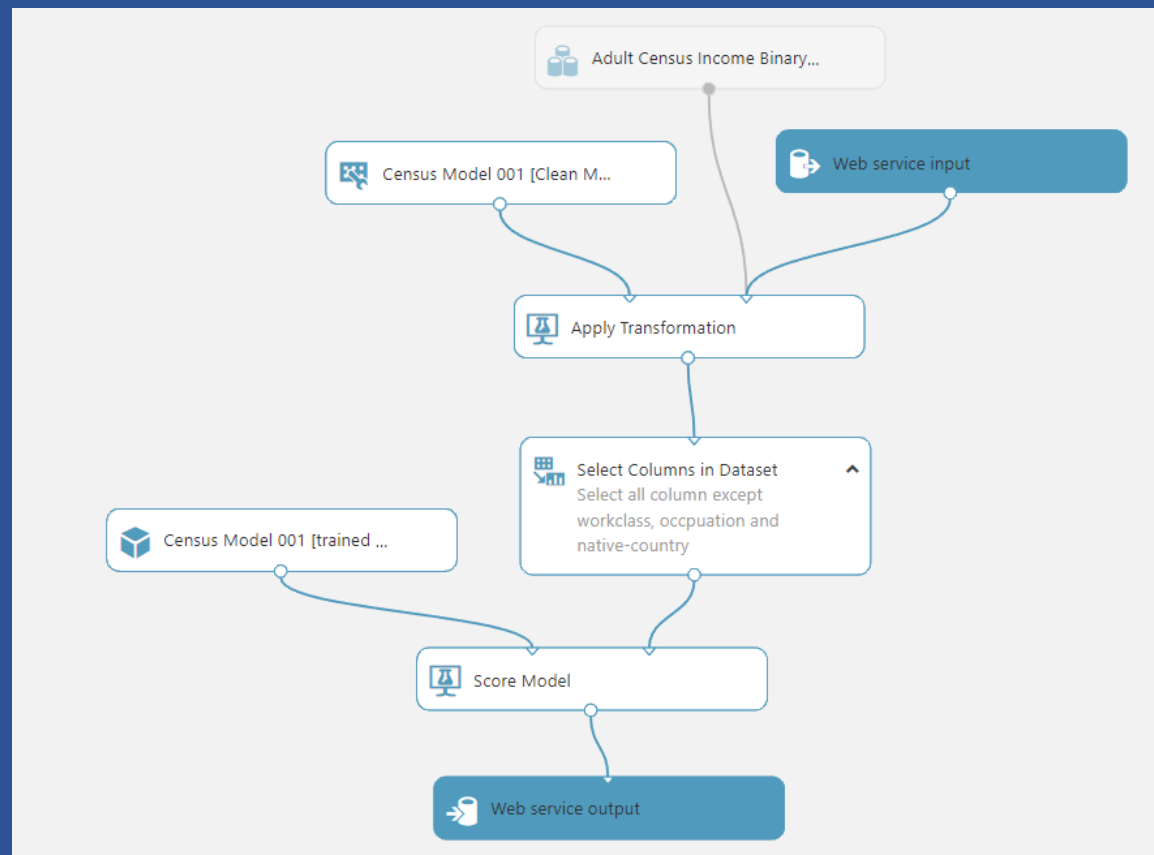 Adult Census Income Binary...
Census Model 001 [Clean M...
Web service input
Apply Transformation
Select Columns in Dataset
Select all column except
workclass, occpuation and
native-country
Census Model 001 [trained ...
Score Model
Web service output